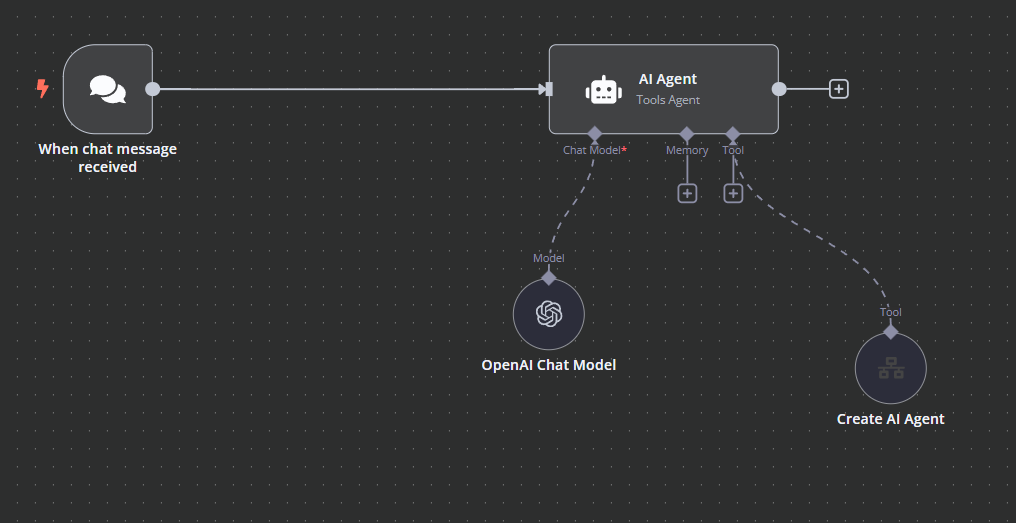 AI Agent
Tools Agent
When chat message
received
Chat Model*
Memory
Tool
Model
OpenAI Chat Model
Tool
Create AI Agent